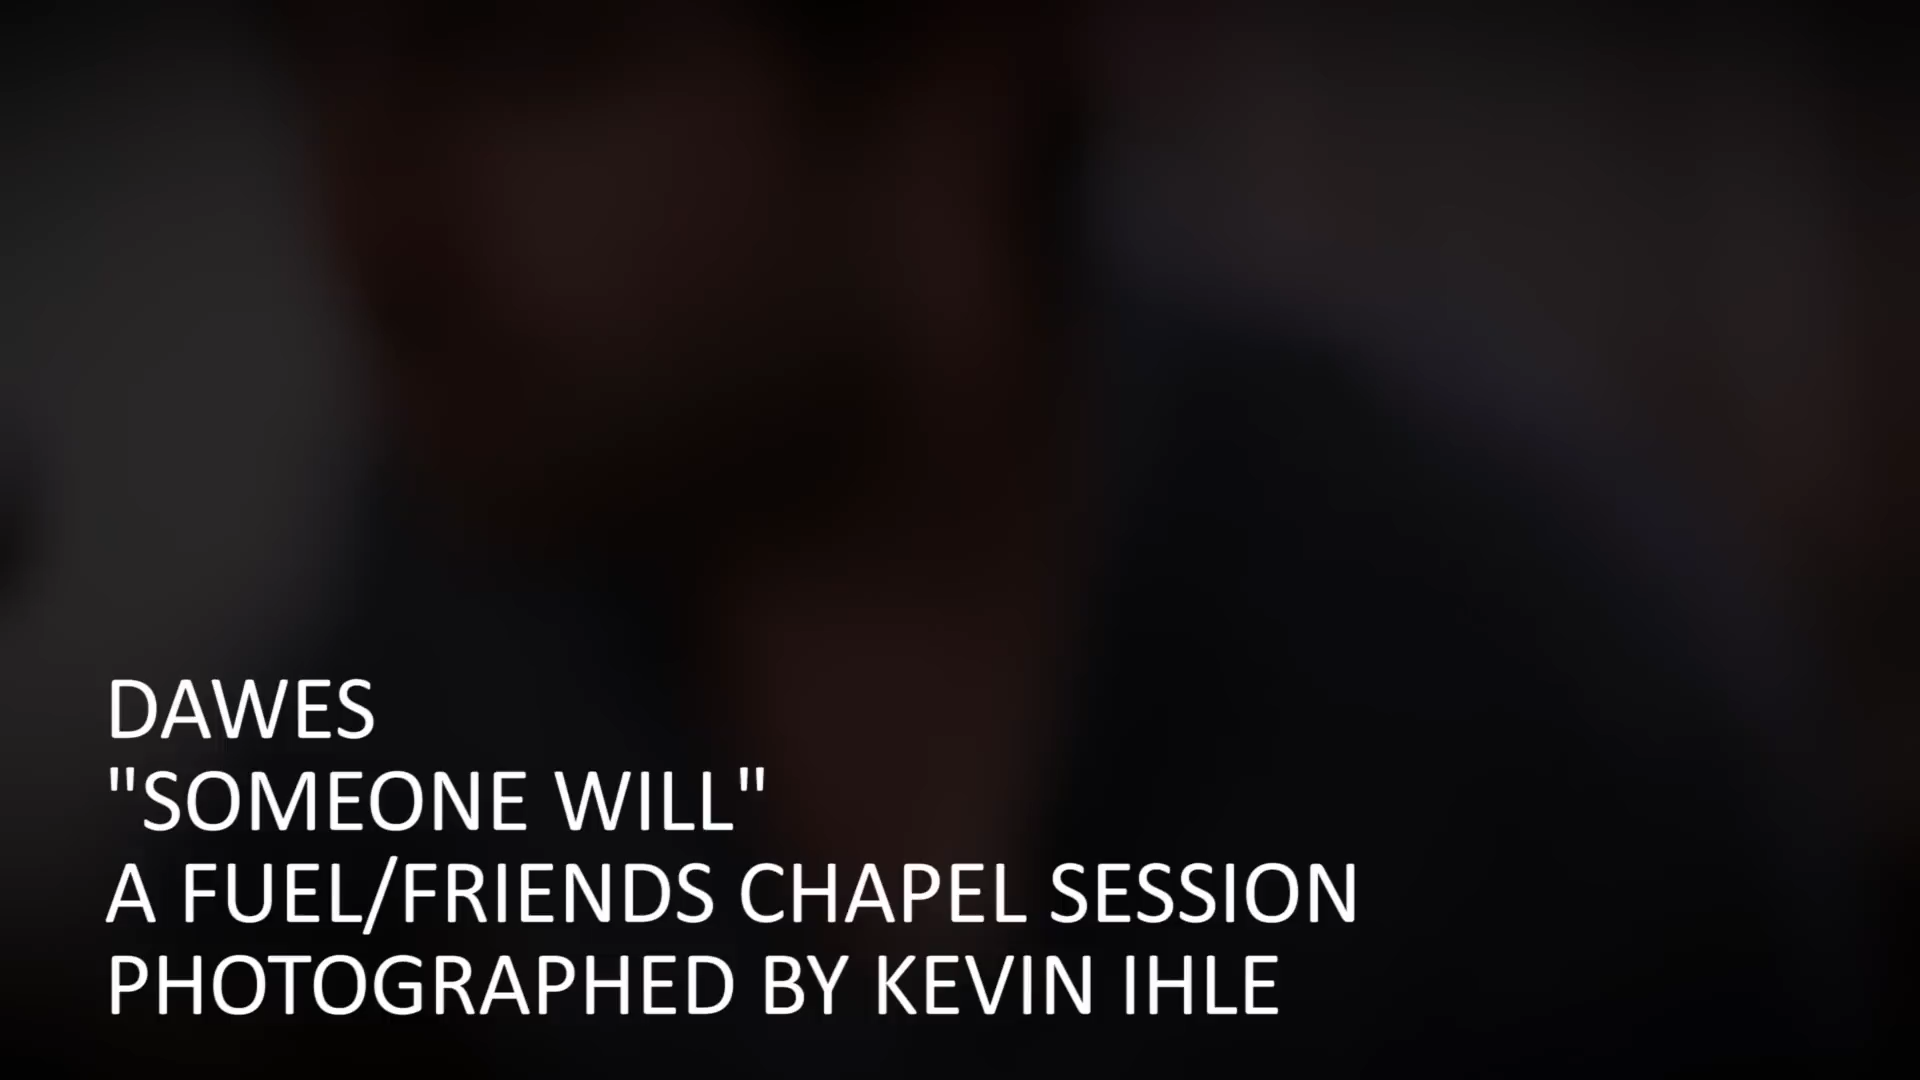 DAWES
"SOMEONE WILL"
A FUEL/FRIENDS CHAPEL SESSION
PHOTOGRAPHED BY KEVIN IHLE